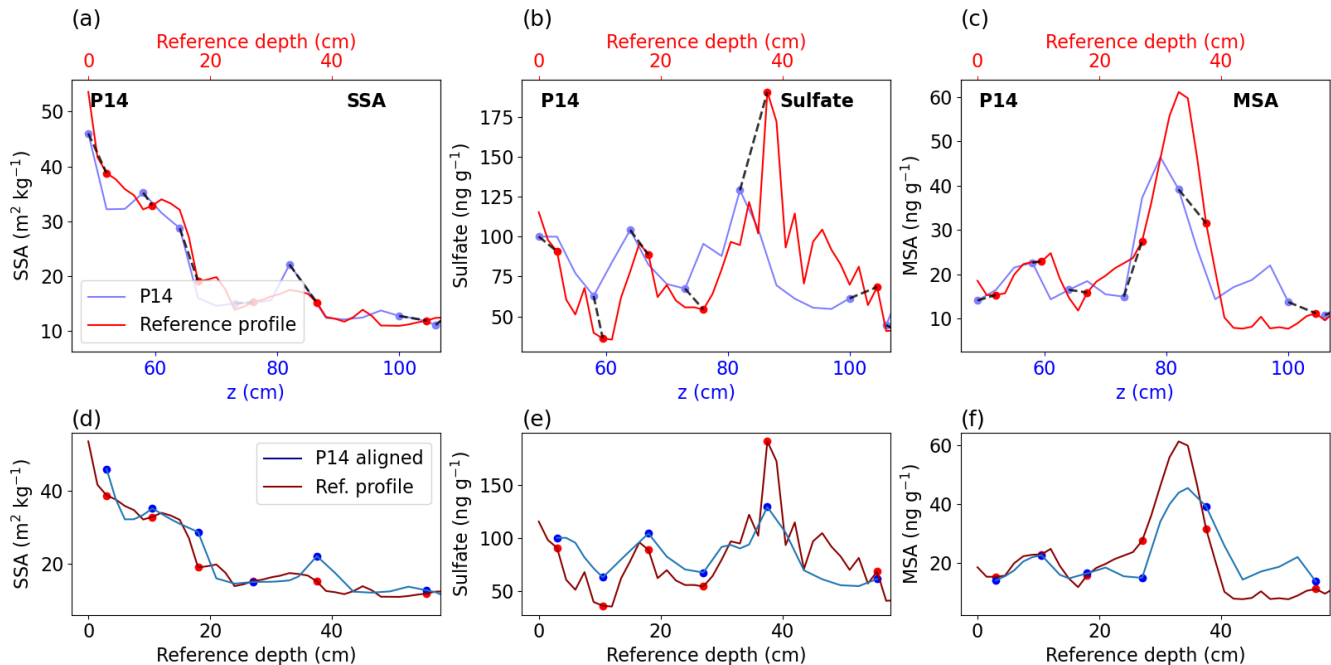 (a)
Reference depth (cm)
0 20 40
P14 SSA
50
40
30
20
10
SSA (m² kg⁻¹)
P14
Reference profile
60 80 100
z (cm)
(b)
Reference depth (cm)
0 20 40
P14 Sulfate
175
150
125
100
75
50
Sulfate (ng g⁻¹)
60 80 100
z (cm)
(c)
Reference depth (cm)
0 20 40
P14 MSA
60
50
40
30
20
10
MSA (ng g⁻¹)
60 80 100
z (cm)
(d)
40
20
SSA (m² kg⁻¹)
P14 aligned
Ref. profile
0 20 40
Reference depth (cm)
(e)
150
100
50
Sulfate (ng g⁻¹)
0 20 40
Reference depth (cm)
(f)
60
40
20
MSA (ng g⁻¹)
0 20 40
Reference depth (cm)